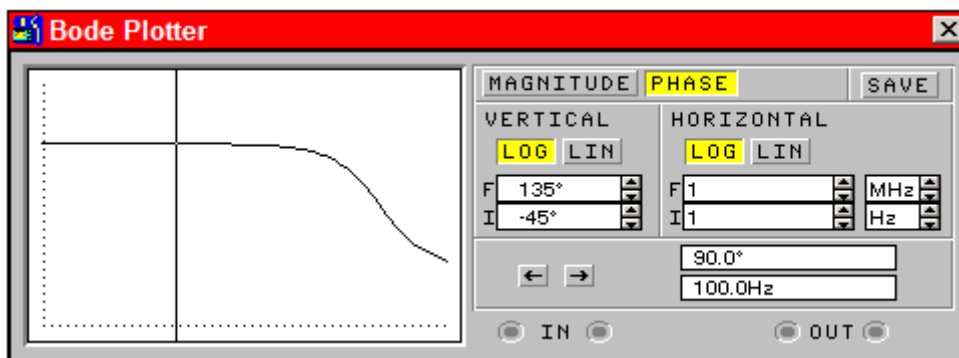 Bode Plotter
MAGNITUDE PHASE SAVE
VERTICAL HORIZONTAL
LOG LIN LOG LIN
F 135° F 1 MHz
I -45° I 1 Hz
← → 90.0°
100.0Hz
IN OUT